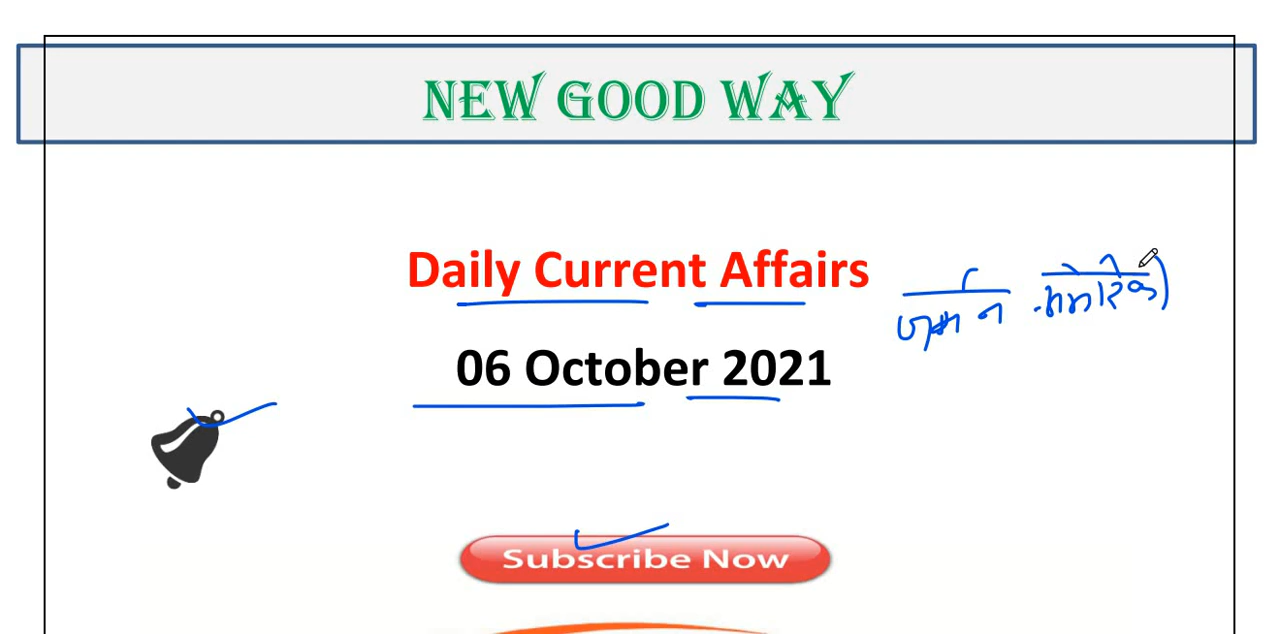 NEW GOOD WAY
Daily Current Affairs
06 October 2021
Subscribe Now